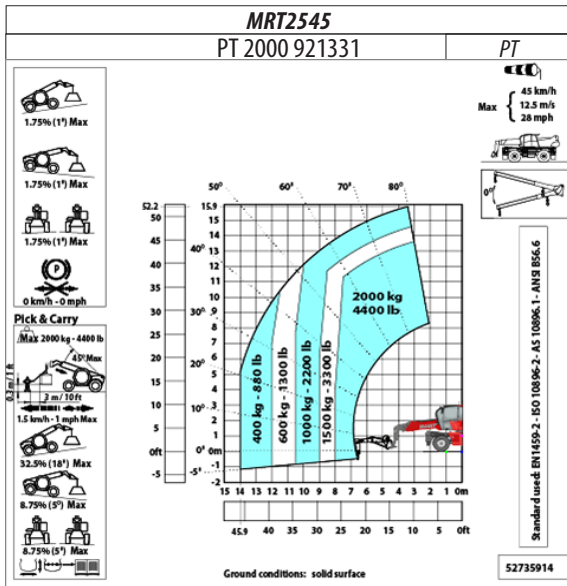 MRT2545
PT 2000 921331
PT
1.75% (1°) Max
1.75% (1°) Max
1.75% (1°) Max
P
0 km/h - 0 mph
Pick & Carry
Max 2000 kg - 4400 lb
45° Max
0.3 m / 1 ft
3 m / 10 ft
1.5 km/h - 1 mph Max
32.5% (18°) Max
8.75% (5°) Max
8.75% (5°) Max
Max
45 km/h
12.5 m/s
28 mph
0°
50° 60° 70° 80°
40°
30°
20°
10°
0°
-5°
52.2
50
45
40
35
30
25
20
15
10
5
0ft
-5
15.9
15
14
13
12
11
10
9
8
7
6
5
4
3
2
1
0m
-1
-2
400 kg - 880 lb
600 kg - 1300 lb
1000 kg - 2200 lb
1500 kg - 3300 lb
2000 kg
4400 lb
15 14 13 12 11 10 9 8 7 6 5 4 3 2 1 0m
45.9 40 35 30 25 20 15 10 5 0ft
Ground conditions: solid surface
Standard used: EN1459-2 - ISO 10896-2 - AS 10896.1 - ANSI B56.6
52735914